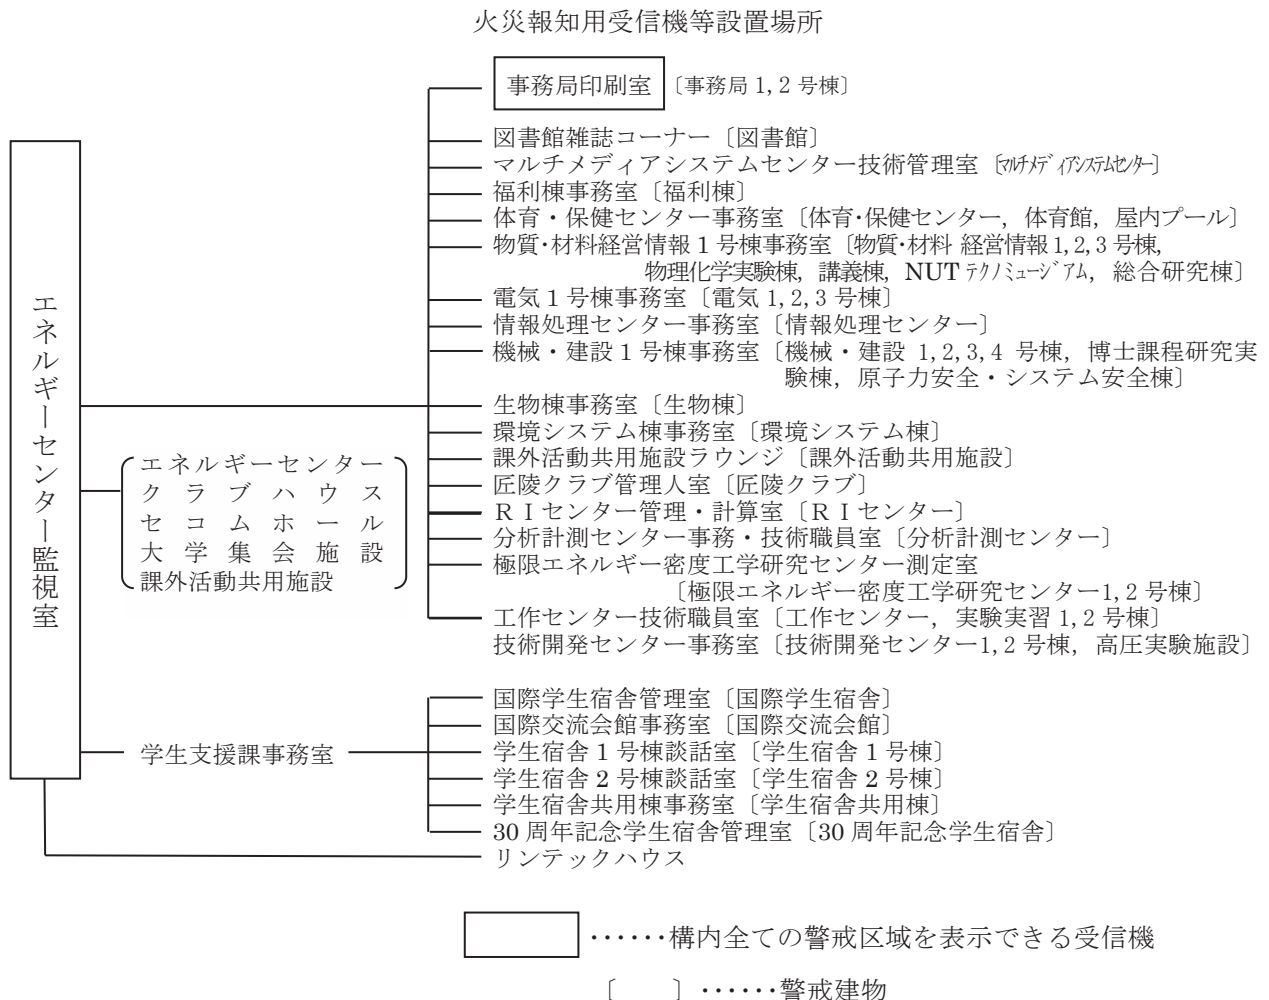 火災報知用受信機等設置場所
事務局印刷室 〔事務局 1, 2 号棟〕
図書館雑誌コーナー〔図書館〕
マルチメディアシステムセンター技術管理室〔マルチメディアシステムセンター〕
福利棟事務室〔福利棟〕
体育・保健センター事務室〔体育・保健センター，体育館，屋内プール〕
物質・材料経営情報 1 号棟事務室〔物質・材料 経営情報 1, 2, 3 号棟,
物理化学実験棟，講義棟，NUT テクノミュージアム，総合研究棟〕
電気 1 号棟事務室〔電気 1, 2, 3 号棟〕
情報処理センター事務室〔情報処理センター〕
機械・建設 1 号棟事務室〔機械・建設 1, 2, 3, 4 号棟，博士課程研究実
験棟，原子力安全・システム安全棟〕
生物棟事務室〔生物棟〕
環境システム棟事務室〔環境システム棟〕
課外活動共用施設ラウンジ〔課外活動共用施設〕
匠陵クラブ管理人室〔匠陵クラブ〕
ＲＩセンター管理・計算室〔ＲＩセンター〕
分析計測センター事務・技術職員室〔分析計測センター〕
極限エネルギー密度工学研究センター測定室
〔極限エネルギー密度工学研究センター1, 2 号棟〕
工作センター技術職員室〔工作センター，実験実習 1, 2 号棟〕
技術開発センター事務室〔技術開発センター1, 2 号棟，高圧実験施設〕
エネルギーセンター監視室
エネルギーセンター
クラブハウス
セコムホール
大学集会施設
課外活動共用施設
学生支援課事務室
国際学生宿舎管理室〔国際学生宿舎〕
国際交流会館事務室〔国際交流会館〕
学生宿舎 1 号棟談話室〔学生宿舎 1 号棟〕
学生宿舎 2 号棟談話室〔学生宿舎 2 号棟〕
学生宿舎共用棟事務室〔学生宿舎共用棟〕
30 周年記念学生宿舎管理室〔30 周年記念学生宿舎〕
リンテックハウス
・・・・・・構内全ての警戒区域を表示できる受信機
〔　　〕・・・・・・警戒建物